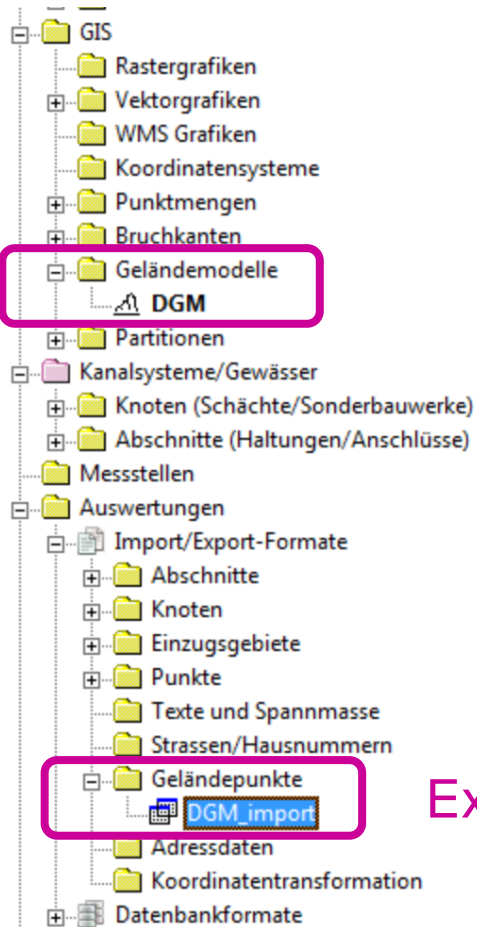 GIS
Rastergrafiken
Vektorgrafiken
WMS Grafiken
Koordinatensysteme
Punktmengen
Bruchkanten
Geländemodelle
DGM
Partitionen
Kanalsysteme/Gewässer
Knoten (Schächte/Sonderbauwerke)
Abschnitte (Haltungen/Anschlüsse)
Messstellen
Auswertungen
Import/Export-Formate
Abschnitte
Knoten
Einzugsgebiete
Punkte
Texte und Spannmasse
Strassen/Hausnummern
Geländepunkte
DGM_import
Adressdaten
Koordinatentransformation
Datenbankformate